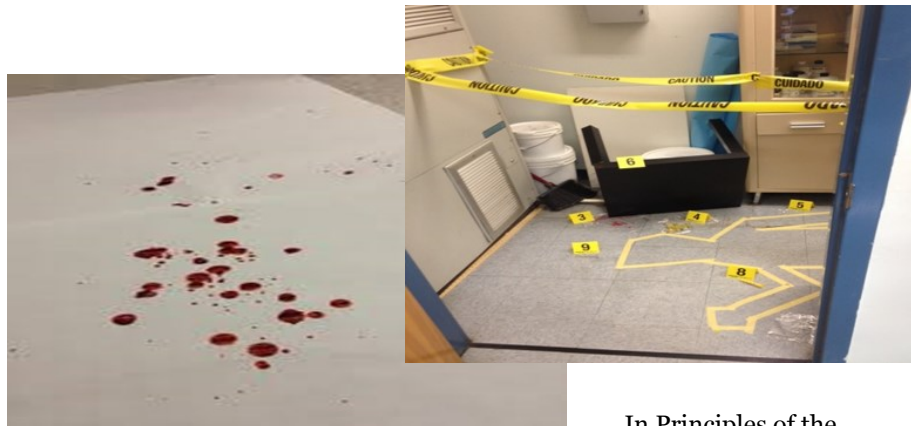 CAUTION
CUIDADO
CAUTION
CUIDADO
CAUTION
6
5
3
4
9
8
In Principles of the